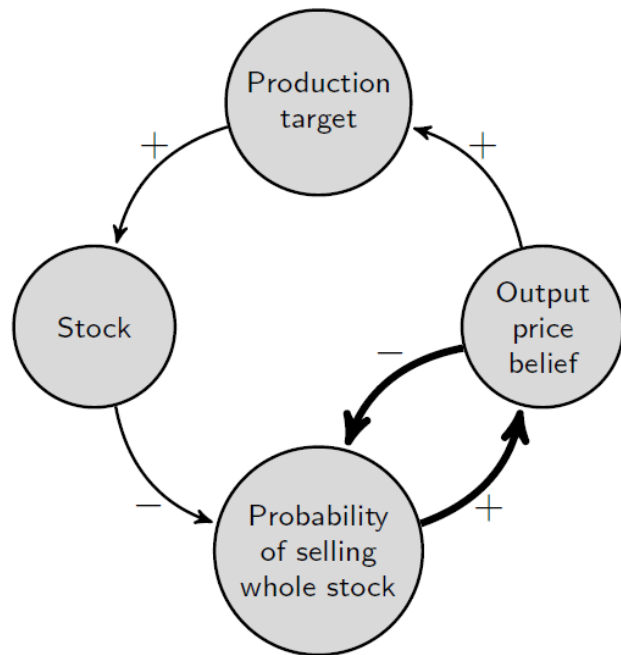 Production
target
+
+
Stock
Output
price
belief
−
−
+
Probability
of selling
whole stock